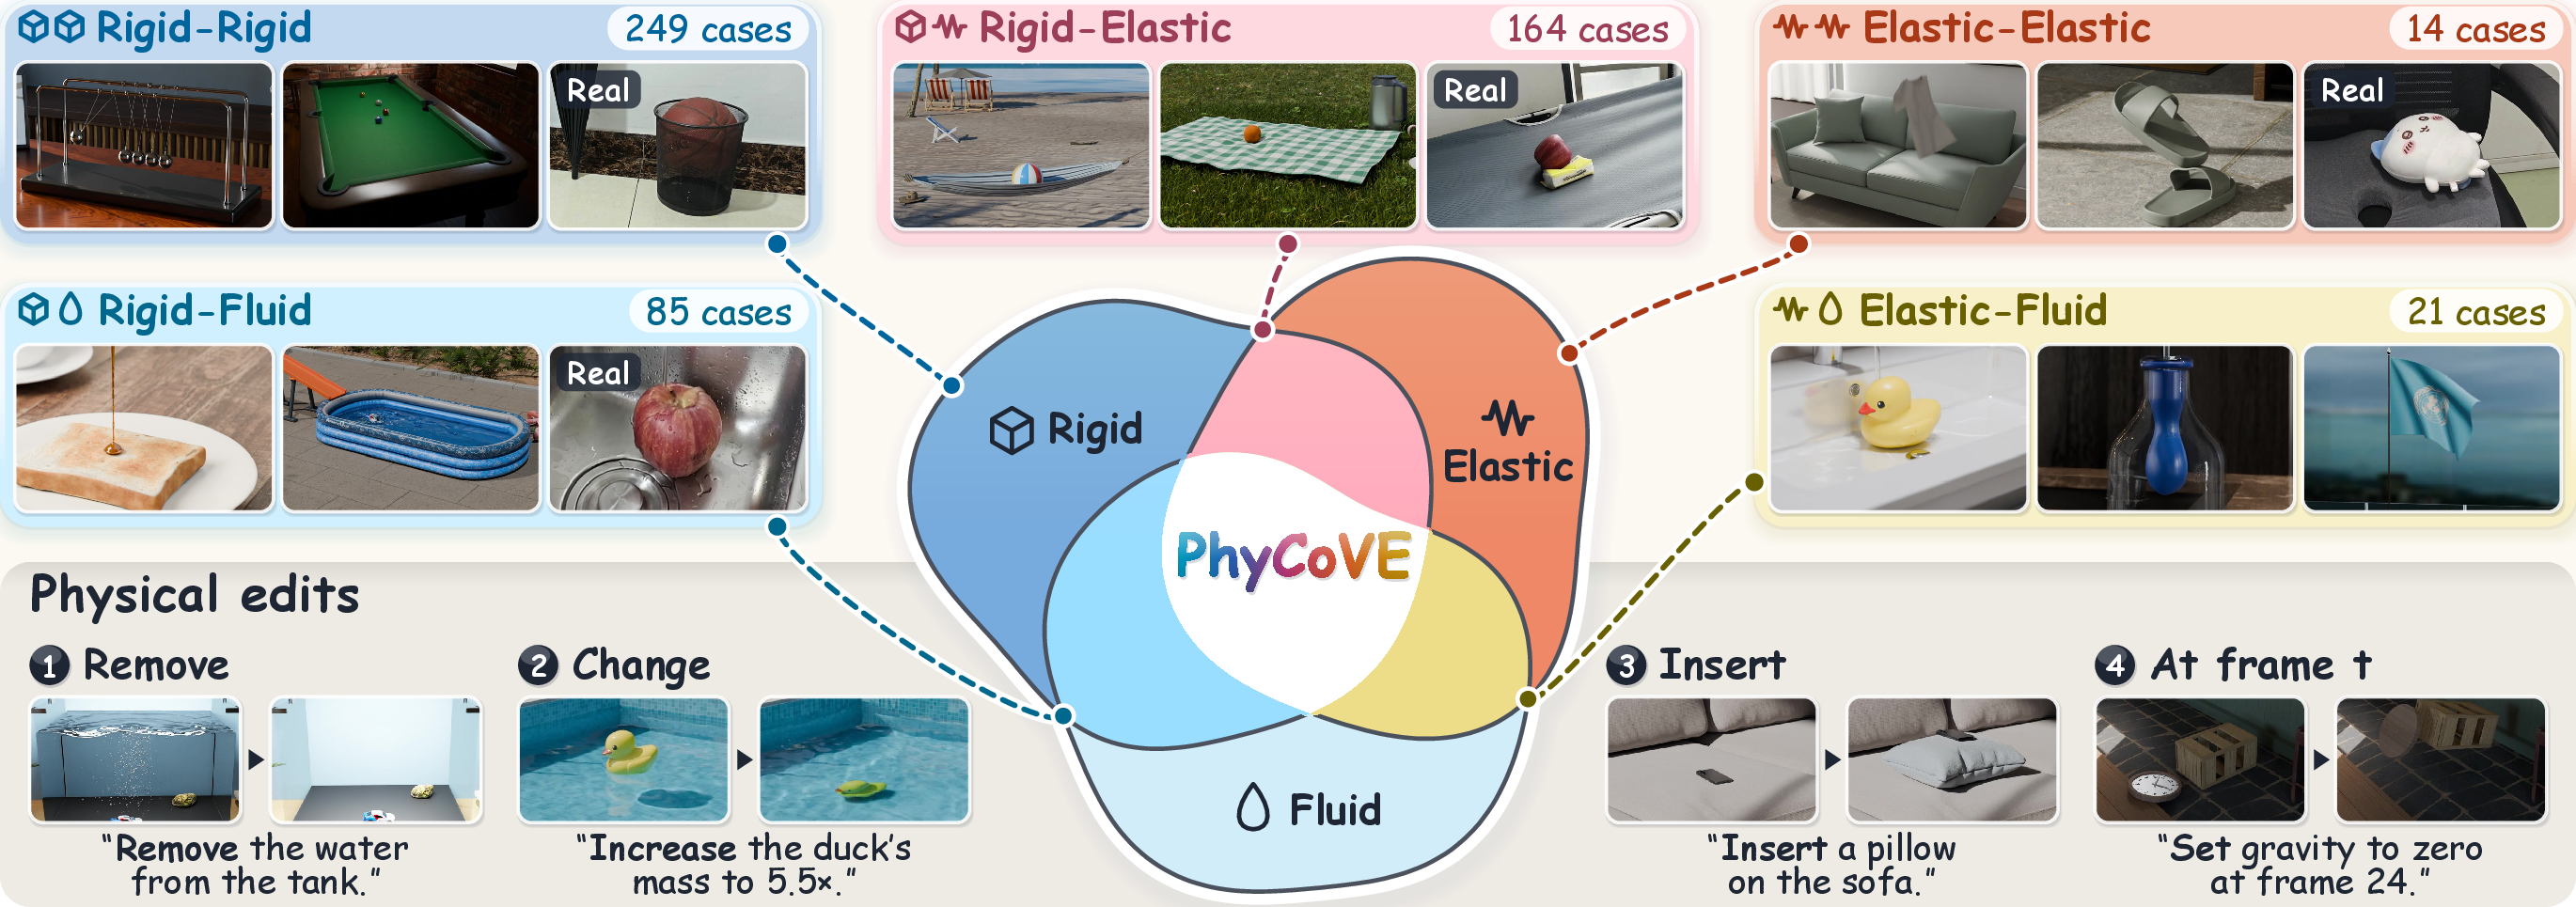 Rigid-Rigid
249 cases
Real
Rigid-Elastic
164 cases
Real
Elastic-Elastic
14 cases
Real
Rigid-Fluid
85 cases
Real
Elastic-Fluid
21 cases
Rigid
Elastic
PhyCoVE
Fluid
Physical edits
1 Remove
"Remove the water
from the tank."
2 Change
"Increase the duck's
mass to 5.5×."
3 Insert
"Insert a pillow
on the sofa."
4 At frame t
"Set gravity to zero
at frame 24."